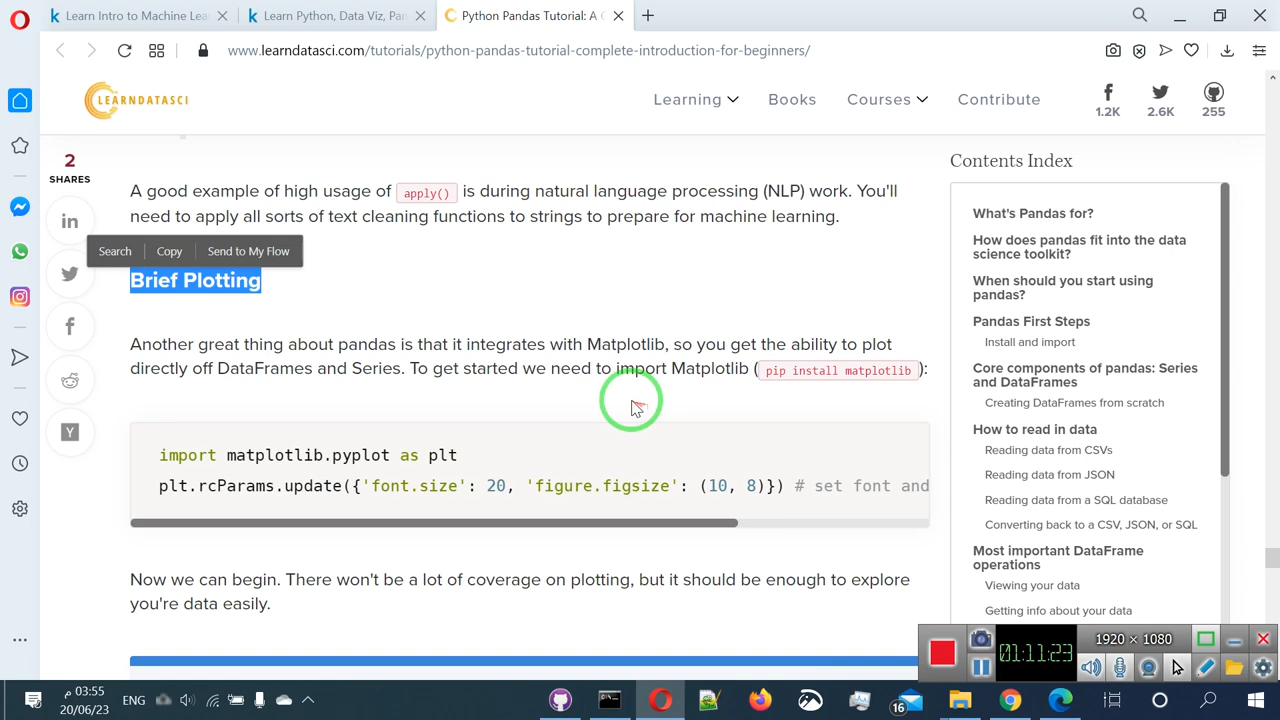 Learn Intro to Machine Lea
Learn Python, Data Viz, Pan
Python Pandas Tutorial: A C
www.learndatasci.com/tutorials/python-pandas-tutorial-complete-introduction-for-beginners/
LEARNDATASCI
Learning
Books
Courses
Contribute
1.2K
2.6K
255
2
SHARES
A good example of high usage of apply() is during natural language processing (NLP) work. You'll
need to apply all sorts of text cleaning functions to strings to prepare for machine learning.
Search
Copy
Send to My Flow
Brief Plotting
Another great thing about pandas is that it integrates with Matplotlib, so you get the ability to plot
directly off DataFrames and Series. To get started we need to import Matplotlib ( pip install matplotlib ):
import matplotlib.pyplot as plt
plt.rcParams.update({'font.size': 20, 'figure.figsize': (10, 8)}) # set font and
Now we can begin. There won't be a lot of coverage on plotting, but it should be enough to explore
you're data easily.
Contents Index
What's Pandas for?
How does pandas fit into the data
science toolkit?
When should you start using
pandas?
Pandas First Steps
Install and import
Core components of pandas: Series
and DataFrames
Creating DataFrames from scratch
How to read in data
Reading data from CSVs
Reading data from JSON
Reading data from a SQL database
Converting back to a CSV, JSON, or SQL
Most important DataFrame
operations
Viewing your data
Getting info about your data
01:11:23
1920 × 1080
03:55 م
20/06/23
ENG
16